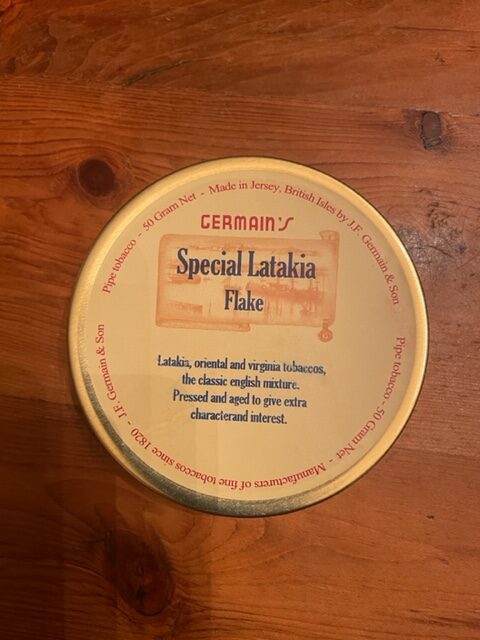 Pipe tobacco - 50 Gram Net - Made in Jersey, British Isles by J.F. Germain & Son
GERMAIN'S
Special Latakia
Flake
Latakia, oriental and virginia tobaccos,
the classic english mixture.
Pressed and aged to give extra
characterand interest.
Pipe tobacco - 50 Gram Net - Manufacturers of fine tobaccos since 1820 - J.F. Germain & Son